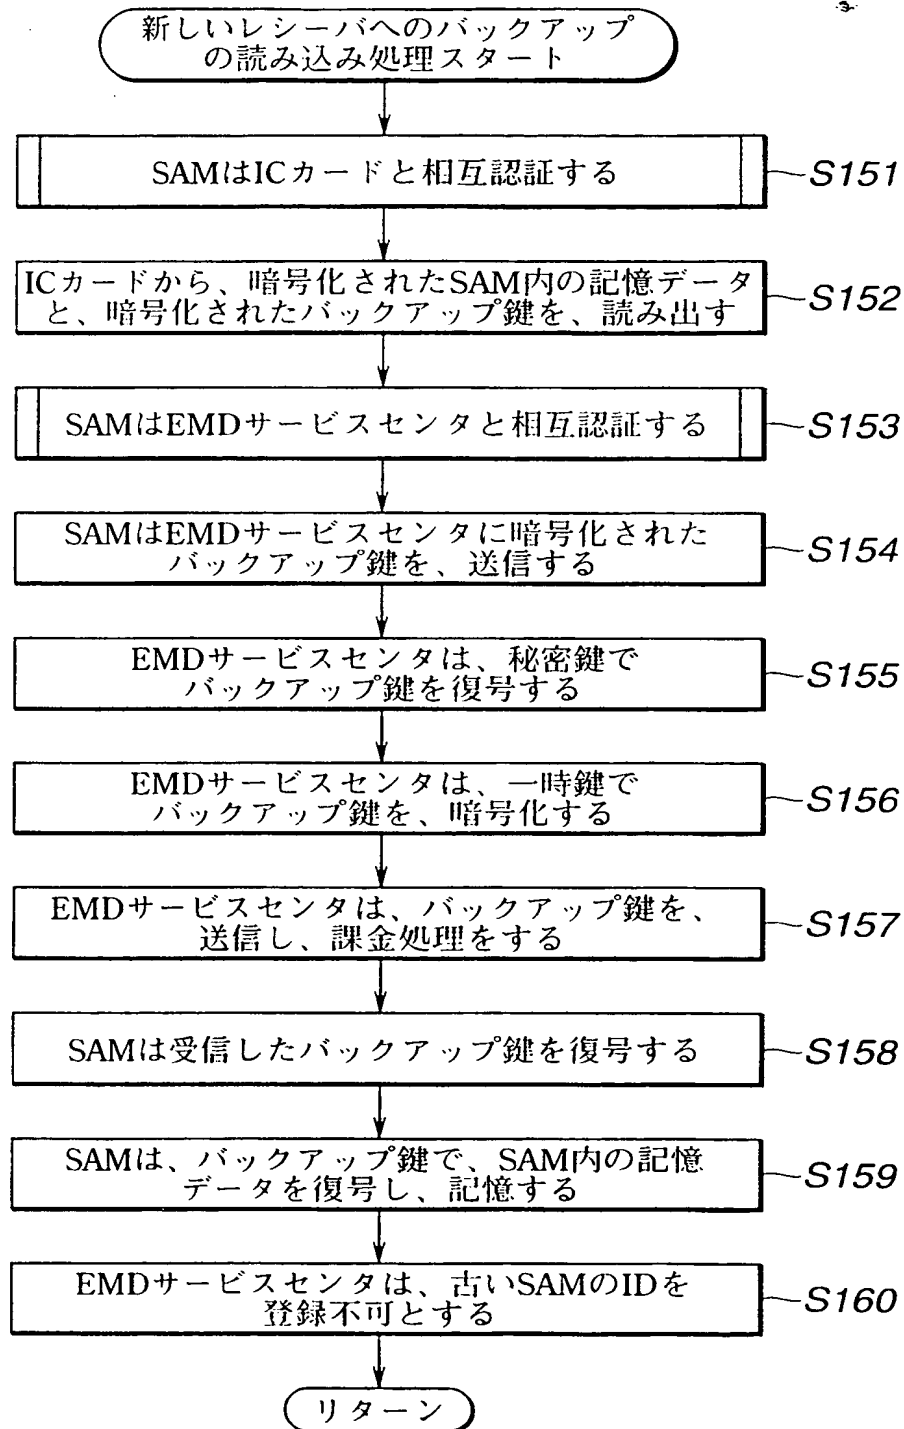 新しいレシーバへのバックアップ
の読み込み処理スタート
SAMはICカードと相互認証する
S151
ICカードから、暗号化されたSAM内の記憶データ
と、暗号化されたバックアップ鍵を、読み出す
S152
SAMはEMDサービスセンタと相互認証する
S153
SAMはEMDサービスセンタに暗号化された
バックアップ鍵を、送信する
S154
EMDサービスセンタは、秘密鍵で
バックアップ鍵を復号する
S155
EMDサービスセンタは、一時鍵で
バックアップ鍵を、暗号化する
S156
EMDサービスセンタは、バックアップ鍵を、
送信し、課金処理をする
S157
SAMは受信したバックアップ鍵を復号する
S158
SAMは、バックアップ鍵で、SAM内の記憶
データを復号し、記憶する
S159
EMDサービスセンタは、古いSAMのIDを
登録不可とする
S160
リターン